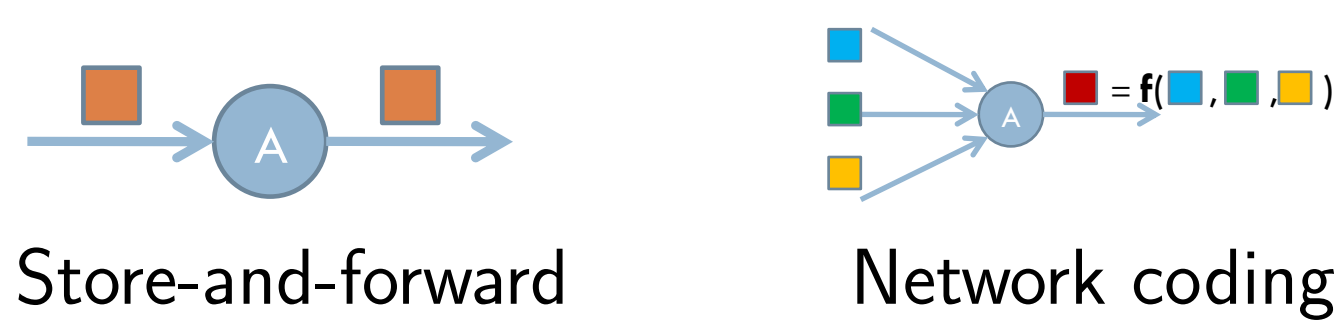 A
Store-and-forward
A
= f( , , )
Network coding